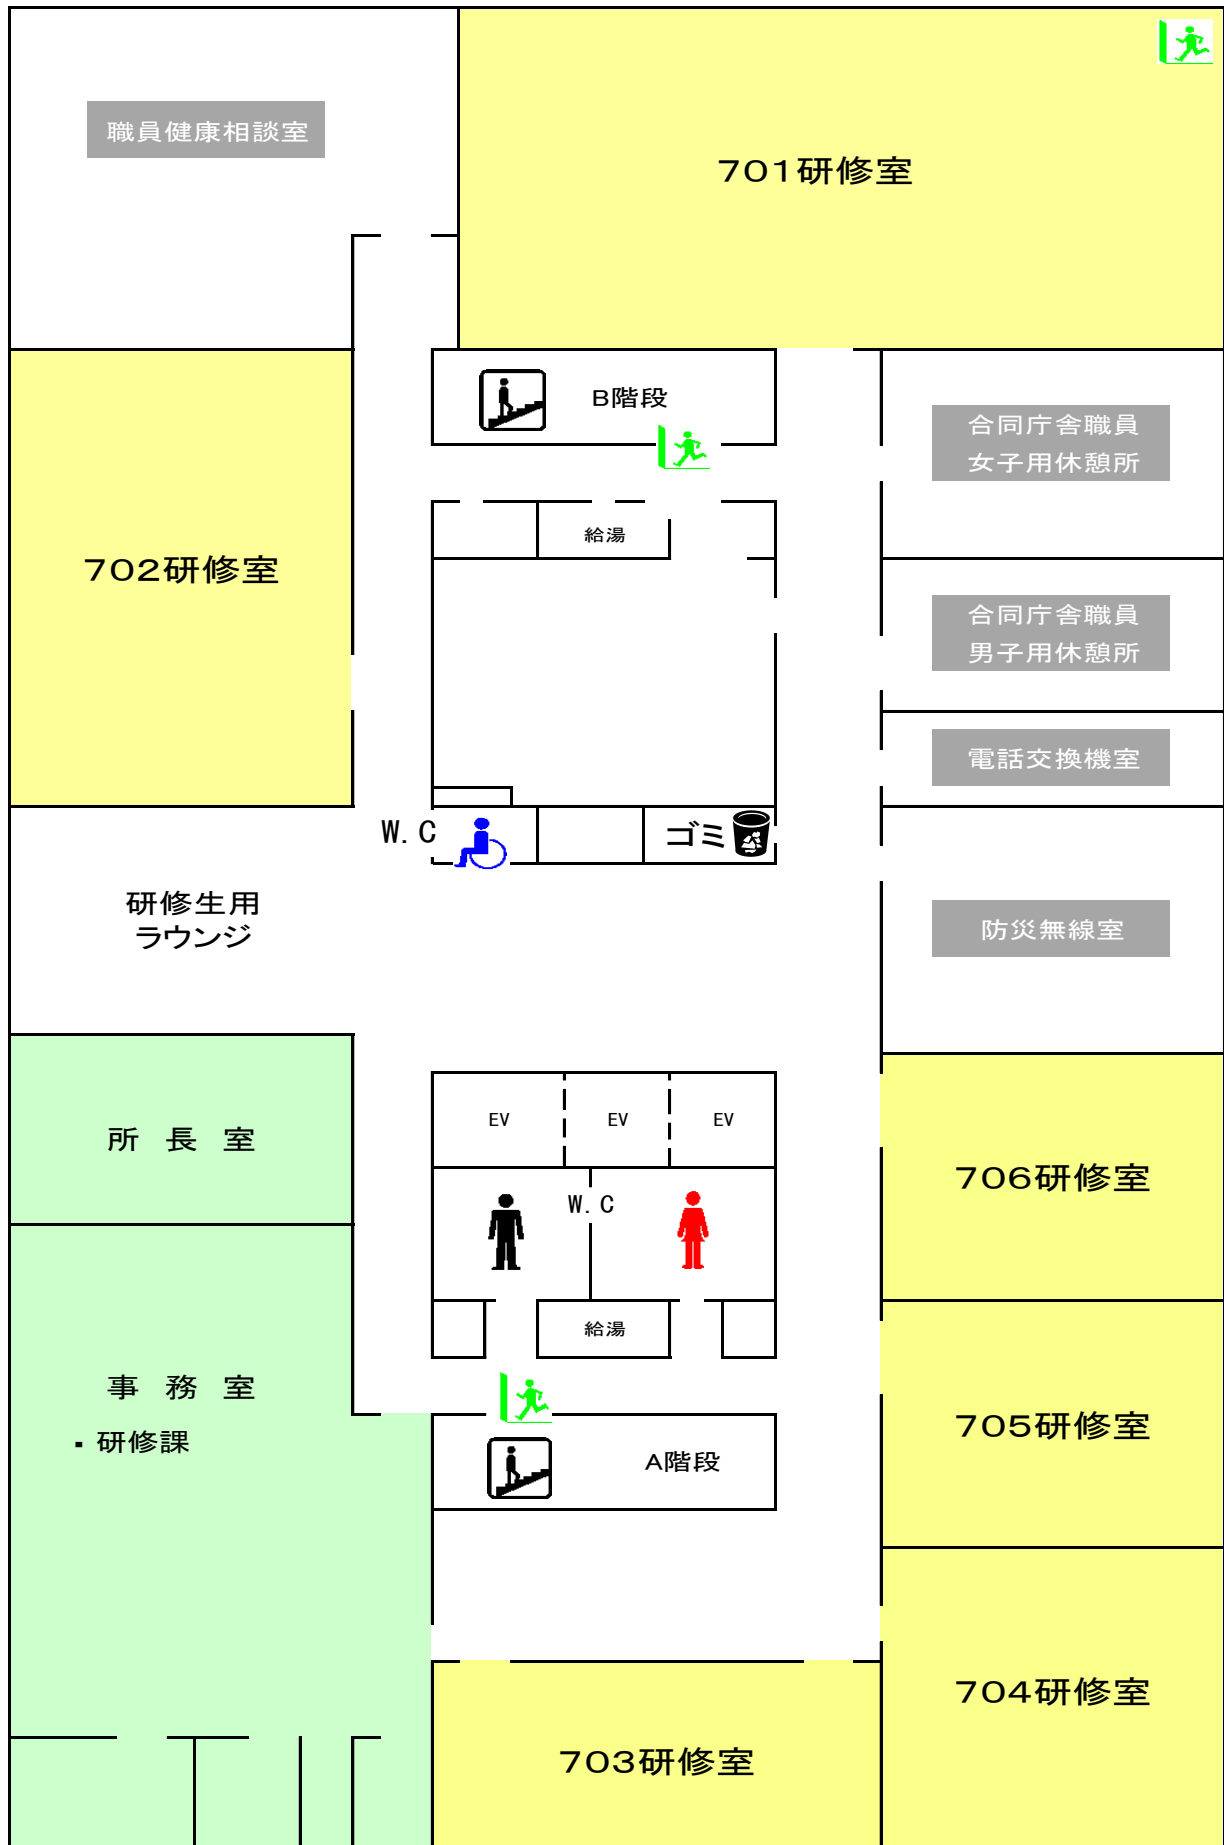 職員健康相談室
701研修室
B階段
合同庁舎職員
女子用休憩所
給湯
702研修室
合同庁舎職員
男子用休憩所
電話交換機室
W.C
ゴミ
研修生用
ラウンジ
防災無線室
所 長 室
EV
EV
EV
706研修室
W.C
給湯
事 務 室
・研修課
705研修室
A階段
704研修室
703研修室